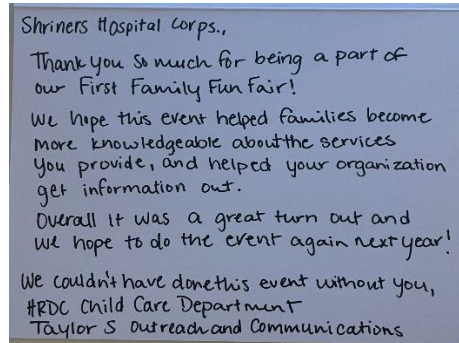 Shriners Hospital Corps.,
Thank you so much for being a part of
our First Family Fun Fair!
We hope this event helped families become
more knowledgeable about the services
you provide, and helped your organization
get information out.
Overall it was a great turn out and
we hope to do the event again next year!
We couldn't have done this event without you,
HRDC Child Care Department
Taylor S Outreach and Communications